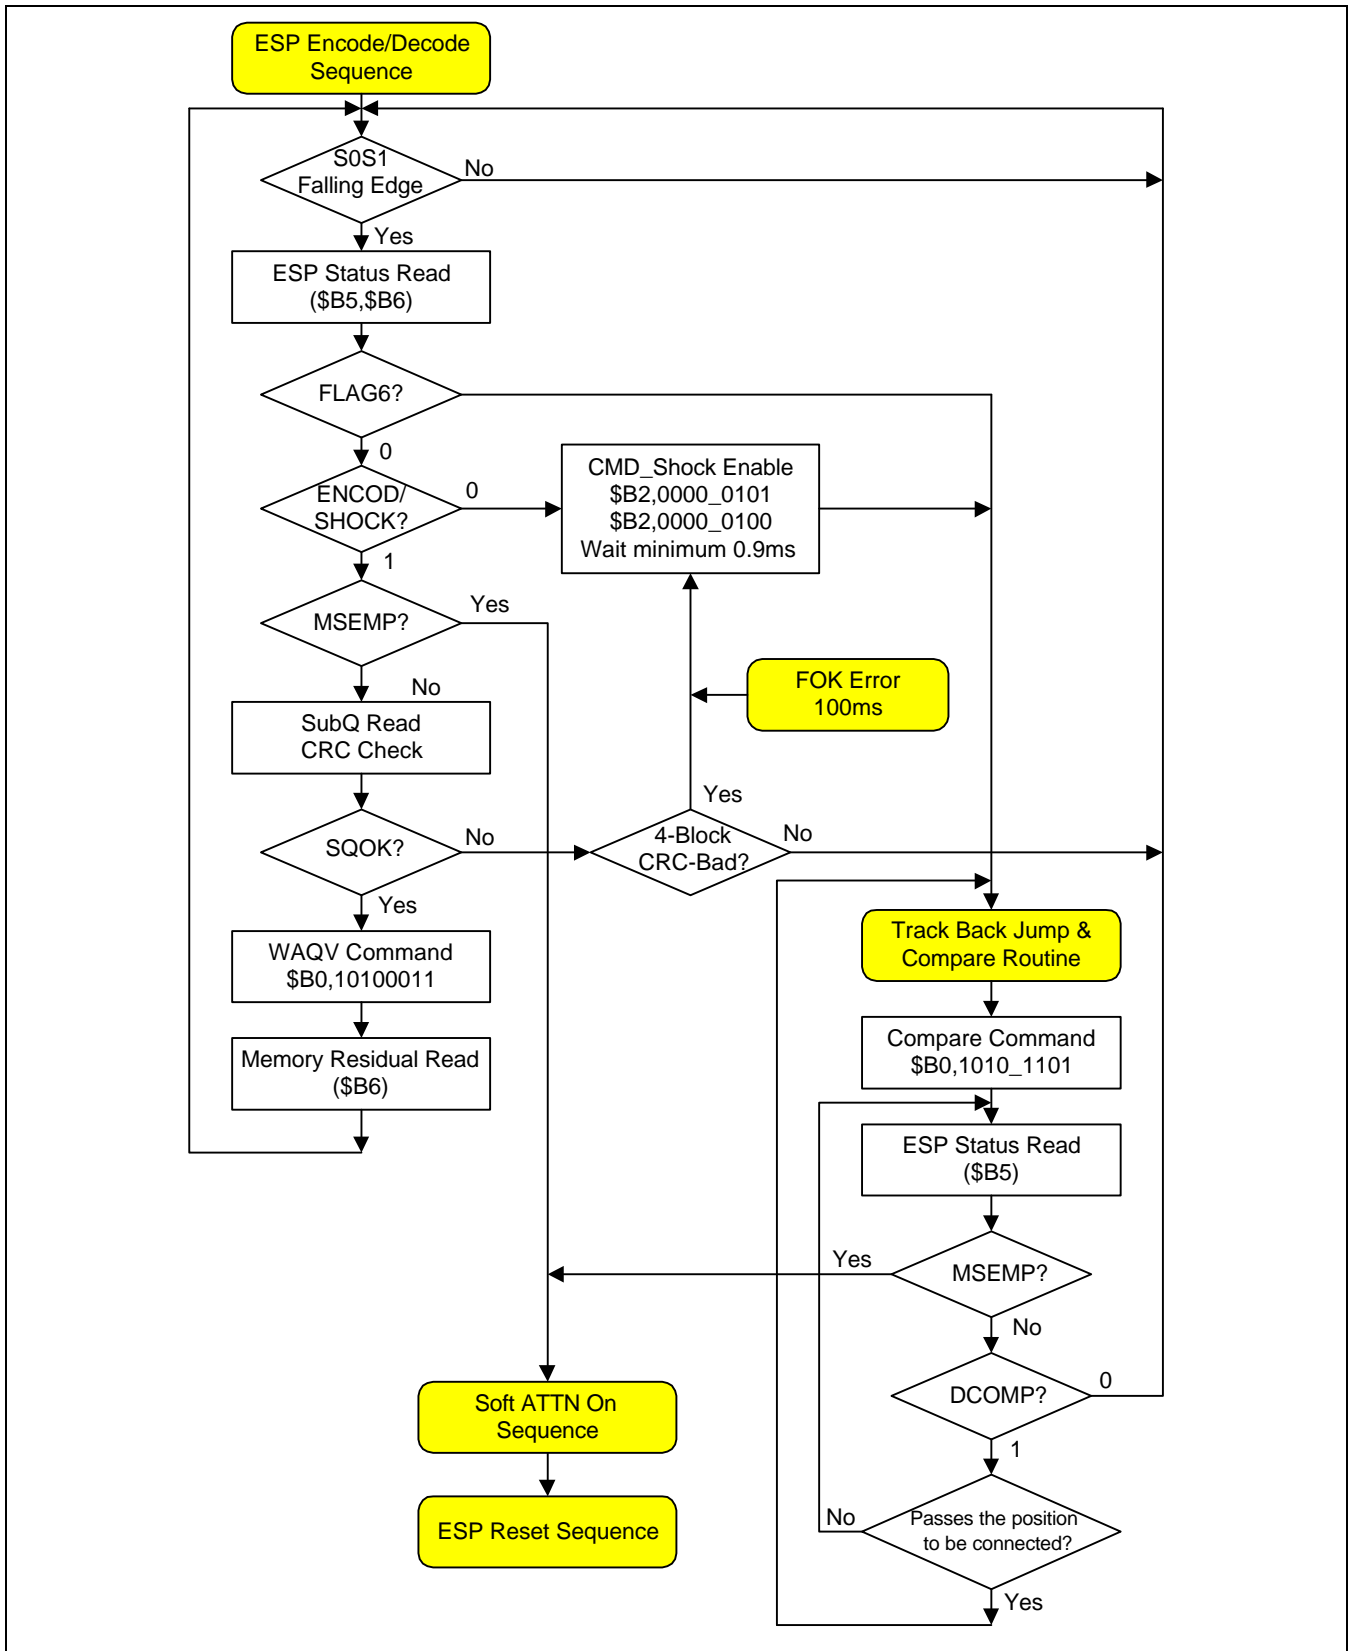 ESP Encode/Decode
Sequence
S0S1
Falling Edge
No
Yes
ESP Status Read
($B5,$B6)
FLAG6?
0
ENCOD/
SHOCK?
0
CMD_Shock Enable
$B2,0000_0101
$B2,0000_0100
Wait minimum 0.9ms
1
MSEMP?
Yes
No
FOK Error
100ms
SubQ Read
CRC Check
Yes
SQOK?
No
4-Block
CRC-Bad?
No
Yes
WAQV Command
$B0,10100011
Track Back Jump &
Compare Routine
Memory Residual Read
($B6)
Compare Command
$B0,1010_1101
ESP Status Read
($B5)
Yes
MSEMP?
No
Soft ATTN On
Sequence
DCOMP?
0
1
ESP Reset Sequence
No
Passes the position
to be connected?
Yes